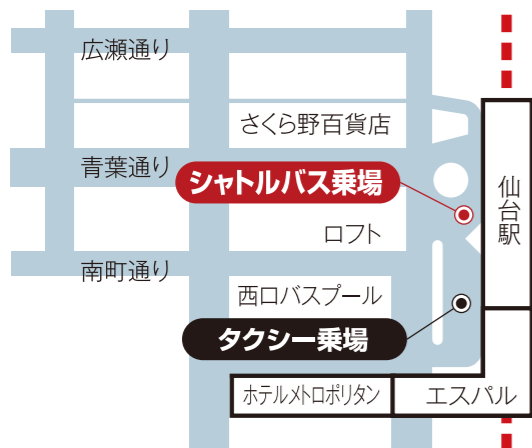 広瀬通り
さくら野百貨店
青葉通り
シャトルバス乗場
仙台駅
ロフト
南町通り
西口バスプール
タクシー乗場
ホテルメトロポリタン
エスパル